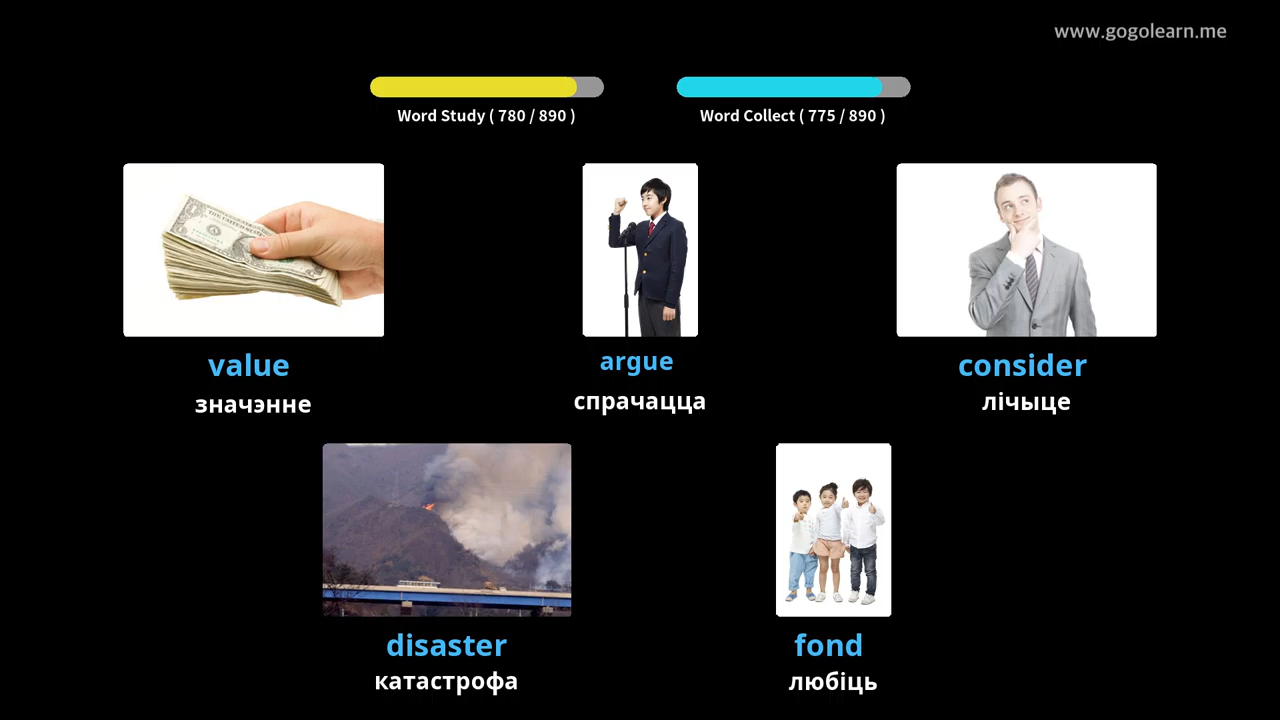 www.gogolearn.me
Word Study ( 780 / 890 )
Word Collect ( 775 / 890 )
value
значэнне
argue
спрачацца
consider
лічыце
disaster
катастрофа
fond
любіць